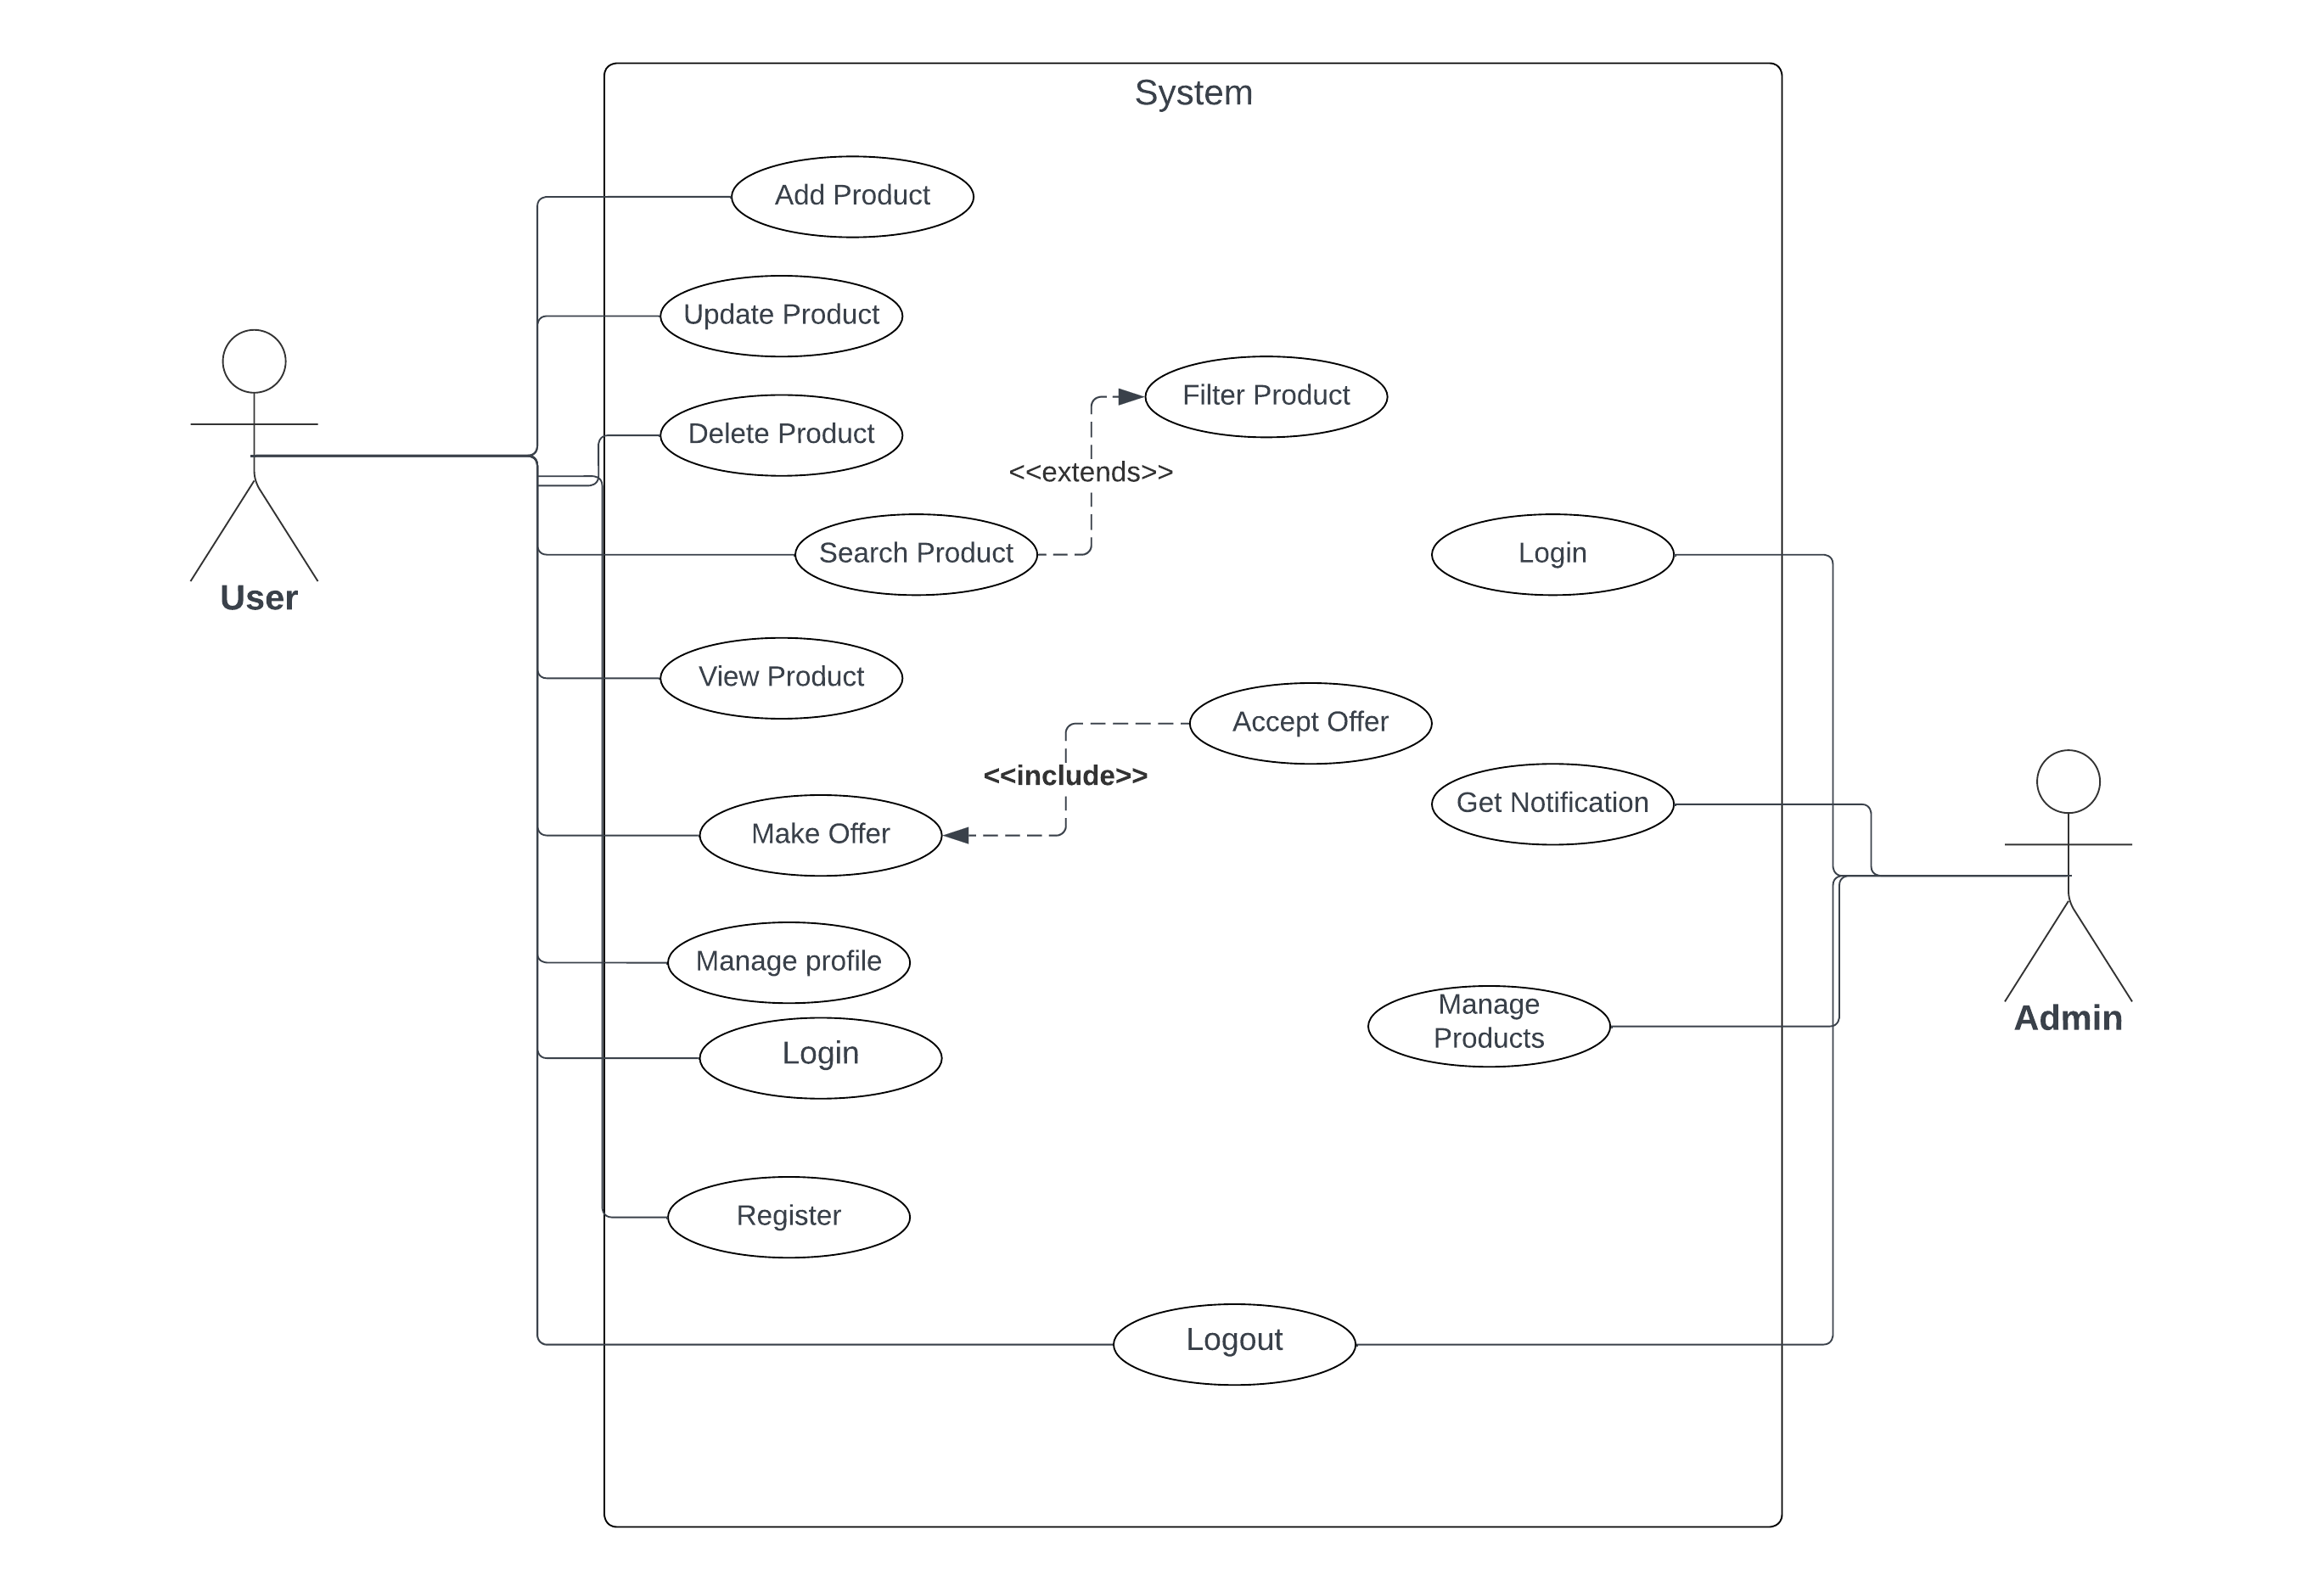 System
Add Product
Update Product
Filter Product
Delete Product
<<extends>>
Search Product
Login
User
View Product
Accept Offer
<<include>>
Get Notification
Make Offer
Manage profile
Manage
Products
Admin
Login
Register
Logout